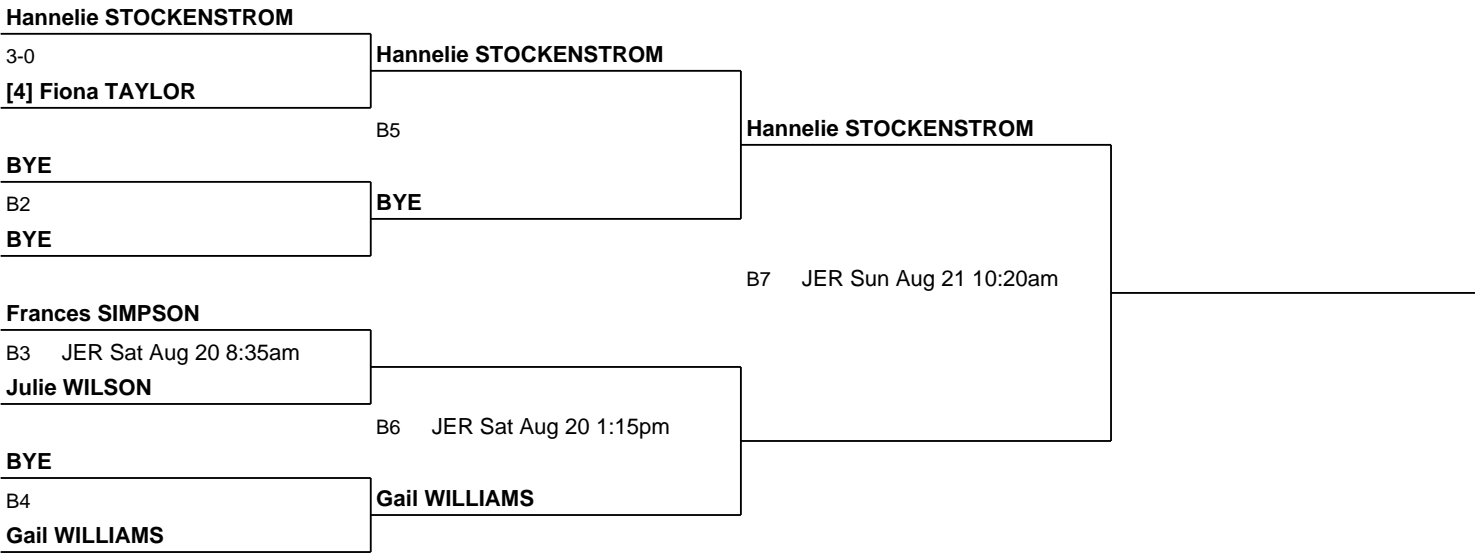 Hannelie STOCKENSTROM
3-0
Hannelie STOCKENSTROM
[4] Fiona TAYLOR
B5
Hannelie STOCKENSTROM
BYE
B2
BYE
BYE
B7 JER Sun Aug 21 10:20am
Frances SIMPSON
B3 JER Sat Aug 20 8:35am
Julie WILSON
B6 JER Sat Aug 20 1:15pm
BYE
B4
Gail WILLIAMS
Gail WILLIAMS